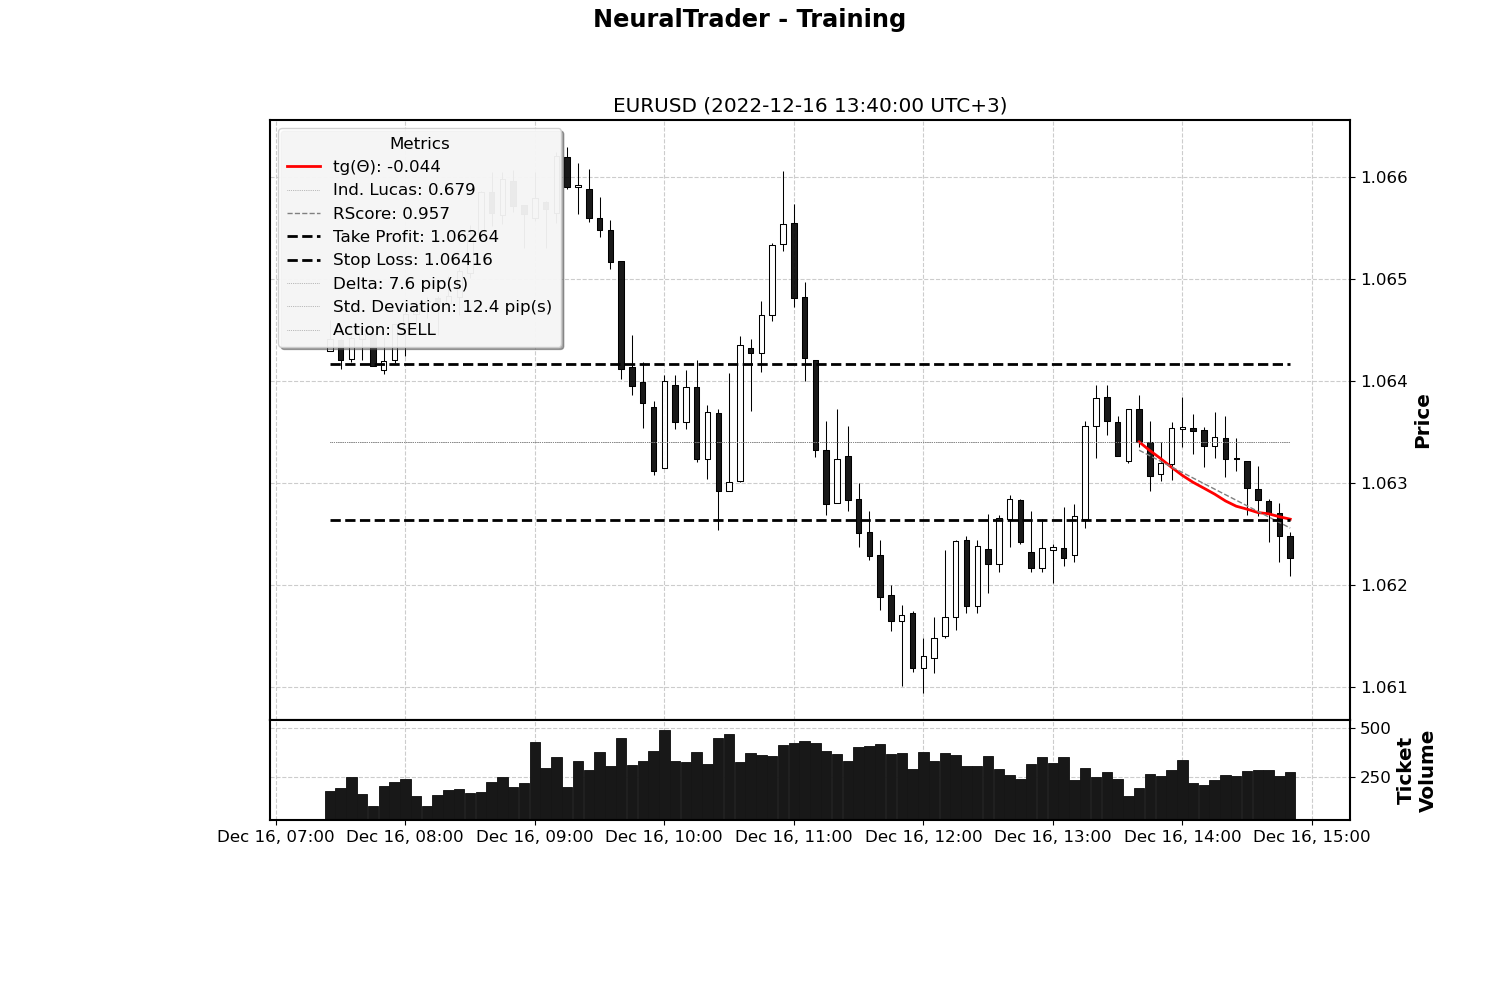 NeuralTrader - Training
EURUSD (2022-12-16 13:40:00 UTC+3)
Metrics
tg(Θ): -0.044
Ind. Lucas: 0.679
RScore: 0.957
Take Profit: 1.06264
Stop Loss: 1.06416
Delta: 7.6 pip(s)
Std. Deviation: 12.4 pip(s)
Action: SELL
1.066
1.065
1.064
1.063
1.062
1.061
Price
500
250
Ticket
Volume
Dec 16, 07:00 Dec 16, 08:00 Dec 16, 09:00 Dec 16, 10:00 Dec 16, 11:00 Dec 16, 12:00 Dec 16, 13:00 Dec 16, 14:00 Dec 16, 15:00